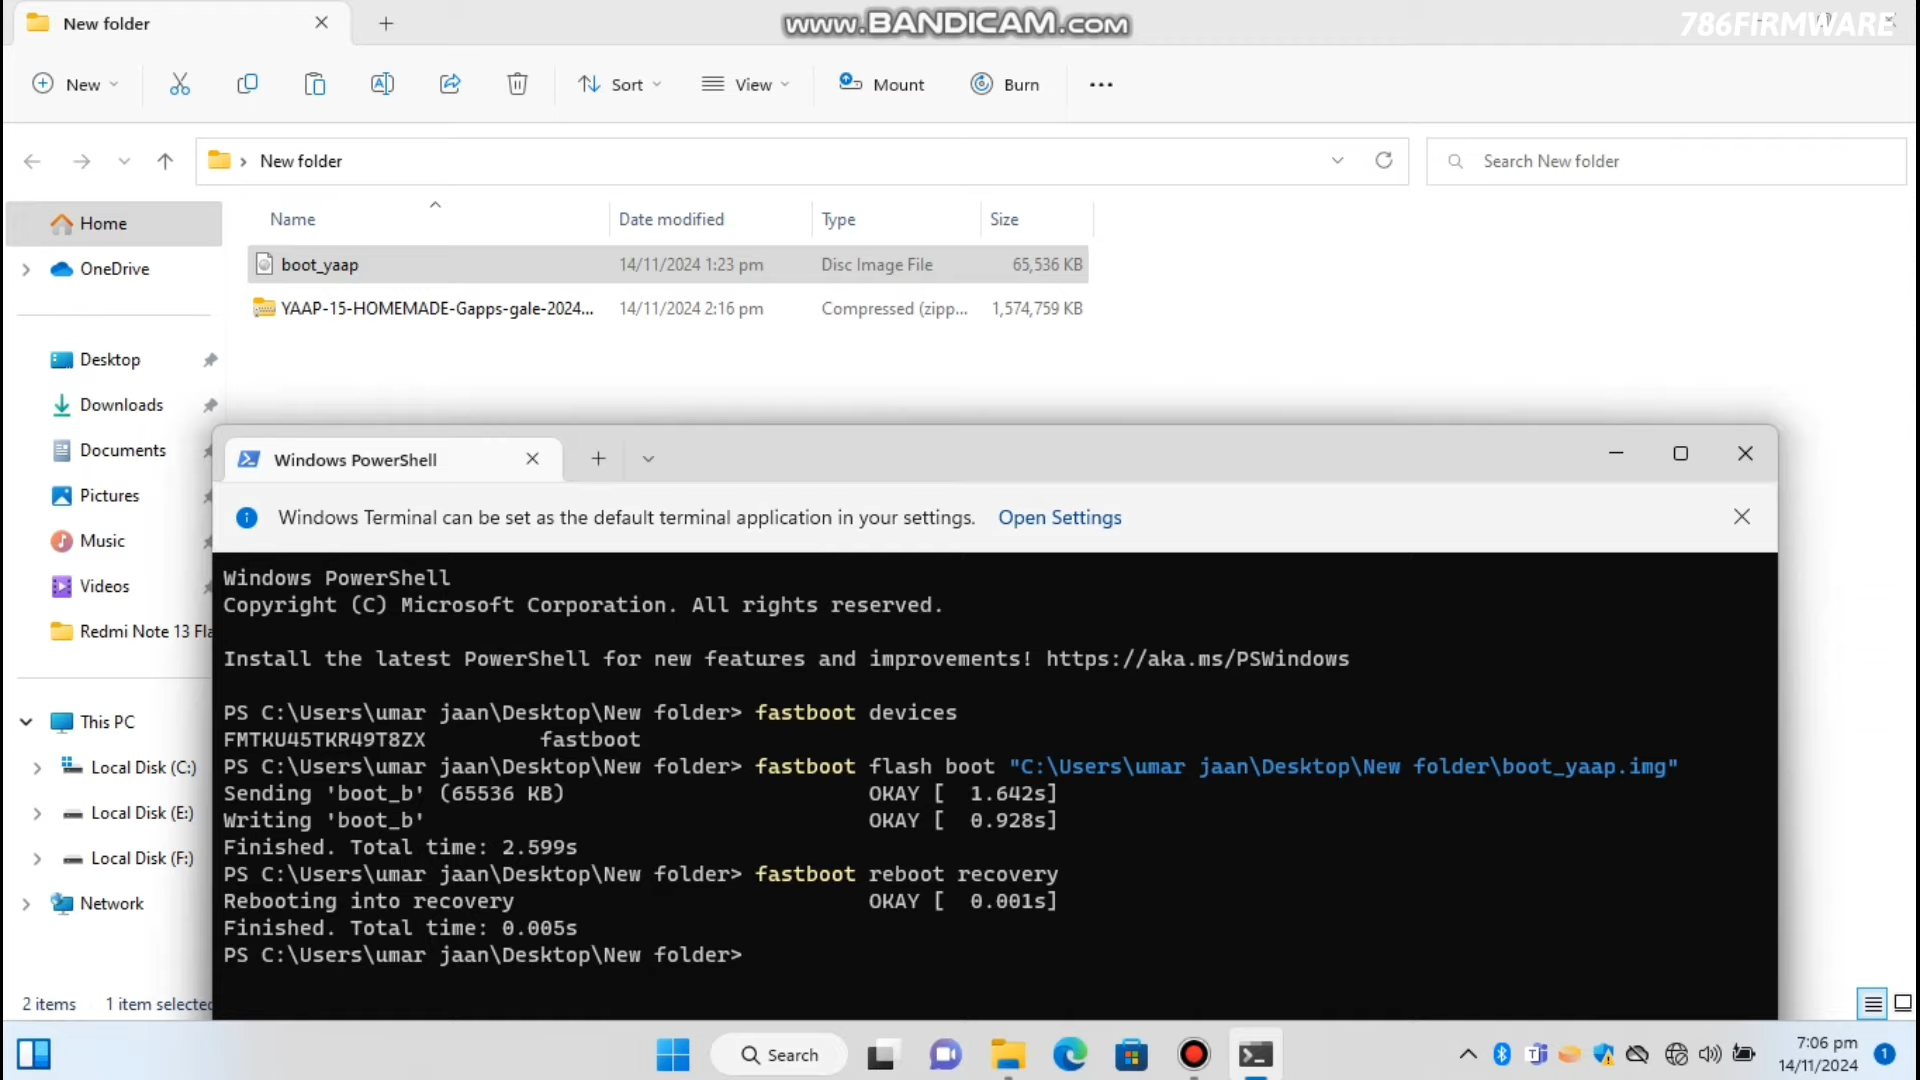 New folder
www.BANDICAM.com
786FIRMWARE
New
Sort
View
Mount
Burn
New folder
Search New folder
Name
Date modified
Type
Size
Home
OneDrive
boot_yaap
14/11/2024 1:23 pm
Disc Image File
65,536 KB
YAAP-15-HOMEMADE-Gapps-gale-2024...
14/11/2024 2:16 pm
Compressed (zipp...
1,574,759 KB
Desktop
Downloads
Documents
Pictures
Music
Videos
Redmi Note 13 Fla
This PC
Local Disk (C:)
Local Disk (E:)
Local Disk (F:)
Network
2 items 1 item selected
Windows PowerShell
Windows Terminal can be set as the default terminal application in your settings. Open Settings
Windows PowerShell
Copyright (C) Microsoft Corporation. All rights reserved.
Install the latest PowerShell for new features and improvements! https://aka.ms/PSWindows
PS C:\Users\umar jaan\Desktop\New folder> fastboot devices
FMTKU45TKR49T8ZX fastboot
PS C:\Users\umar jaan\Desktop\New folder> fastboot flash boot "C:\Users\umar jaan\Desktop\New folder\boot_yaap.img"
Sending 'boot_b' (65536 KB) OKAY [ 1.642s]
Writing 'boot_b' OKAY [ 0.928s]
Finished. Total time: 2.599s
PS C:\Users\umar jaan\Desktop\New folder> fastboot reboot recovery
Rebooting into recovery OKAY [ 0.001s]
Finished. Total time: 0.005s
PS C:\Users\umar jaan\Desktop\New folder>
Search
7:06 pm
14/11/2024
1